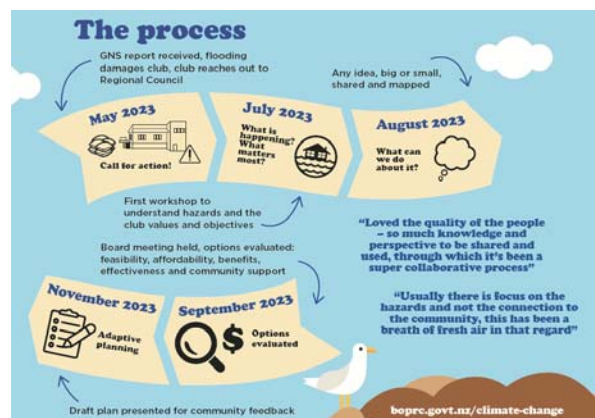 The process
GNS report received, flooding
damages club, club reaches out to
Regional Council
Any idea, big or small,
shared and mapped
May 2023
Call for action!
July 2023
What is
happening?
What
matters
most?
August 2023
What can
we do
about it?
First workshop to
understand hazards and the
club values and objectives
Board meeting held, options evaluated:
feasibility, affordability, benefits,
effectiveness and community support
"Loved the quality of the people
– so much knowledge and
perspective to be shared and
used, through which it's been a
super collaborative process"
November 2023
Adaptive
planning
September 2023
$
Options
evaluated
"Usually there is focus on the
hazards and not the connection to
the community, this has been a
breath of fresh air in that regard"
Draft plan presented for community feedback
boprc.govt.nz/climate-change